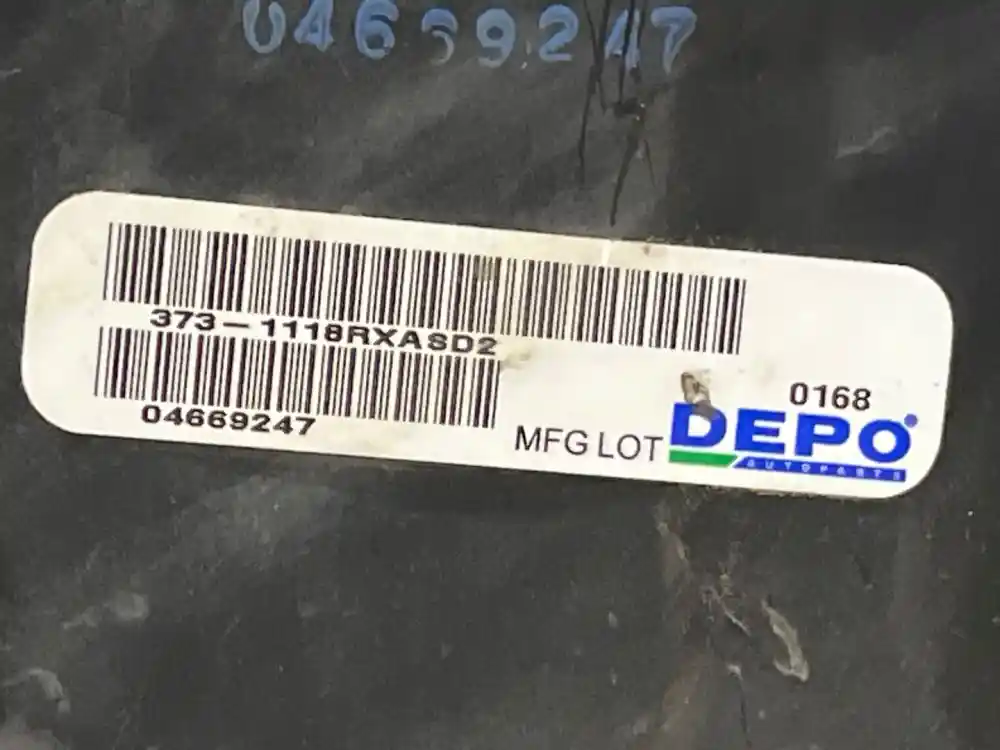 04669247
373-1118RXASD2
04669247
0168
MFG LOT DEPO®
AUTOPARTS